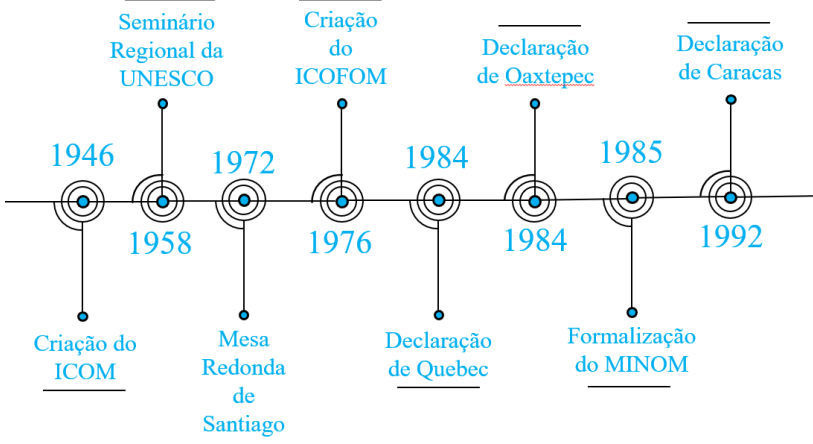 Seminário
Regional da
UNESCO
Criação
do
ICOFOM
Declaração
de Oaxtepec
Declaração
de Caracas
1946
1972
1984
1985
1958
1976
1984
1992
Criação do
ICOM
Mesa
Redonda
de
Santiago
Declaração
de Quebec
Formalização
do MINOM